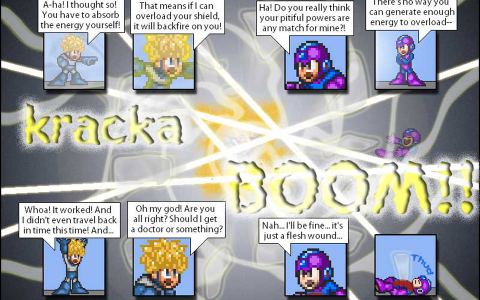 A-ha! I thought so!
You have to absorb
the energy yourself!
That means if I can
overload your shield,
it will backfire on you!
Ha! Do you really think
your pitiful powers are
any match for mine?!
There's no way you
can generate enough
energy to overload--
kracka
BOOM!!
Whoa! It worked! And
I didn't even travel back
in time this time! And...
Oh my god! Are you
all right? Should I get
a doctor or something?
Nah... I'll be fine... it's
just a flesh wound...
Thud!